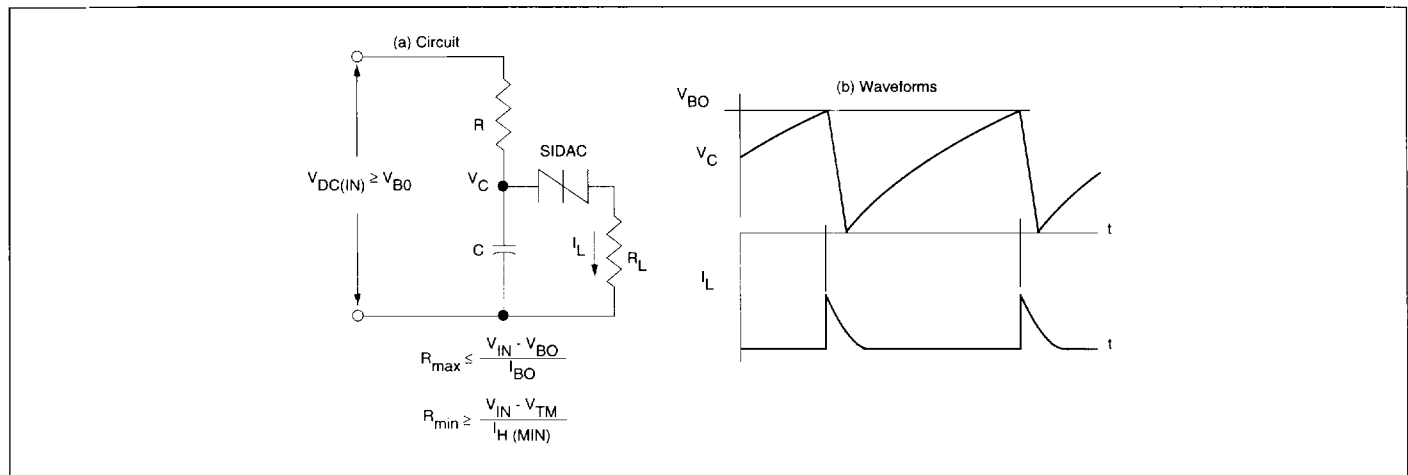 (a) Circuit
R
SIDAC
V_DC(IN) ≥ V_B0
V_C
C
I_L
R_L
R_max ≤ (V_IN - V_BO) / I_BO
R_min ≥ (V_IN - V_TM) / I_H (MIN)
(b) Waveforms
V_BO
V_C
t
I_L
t